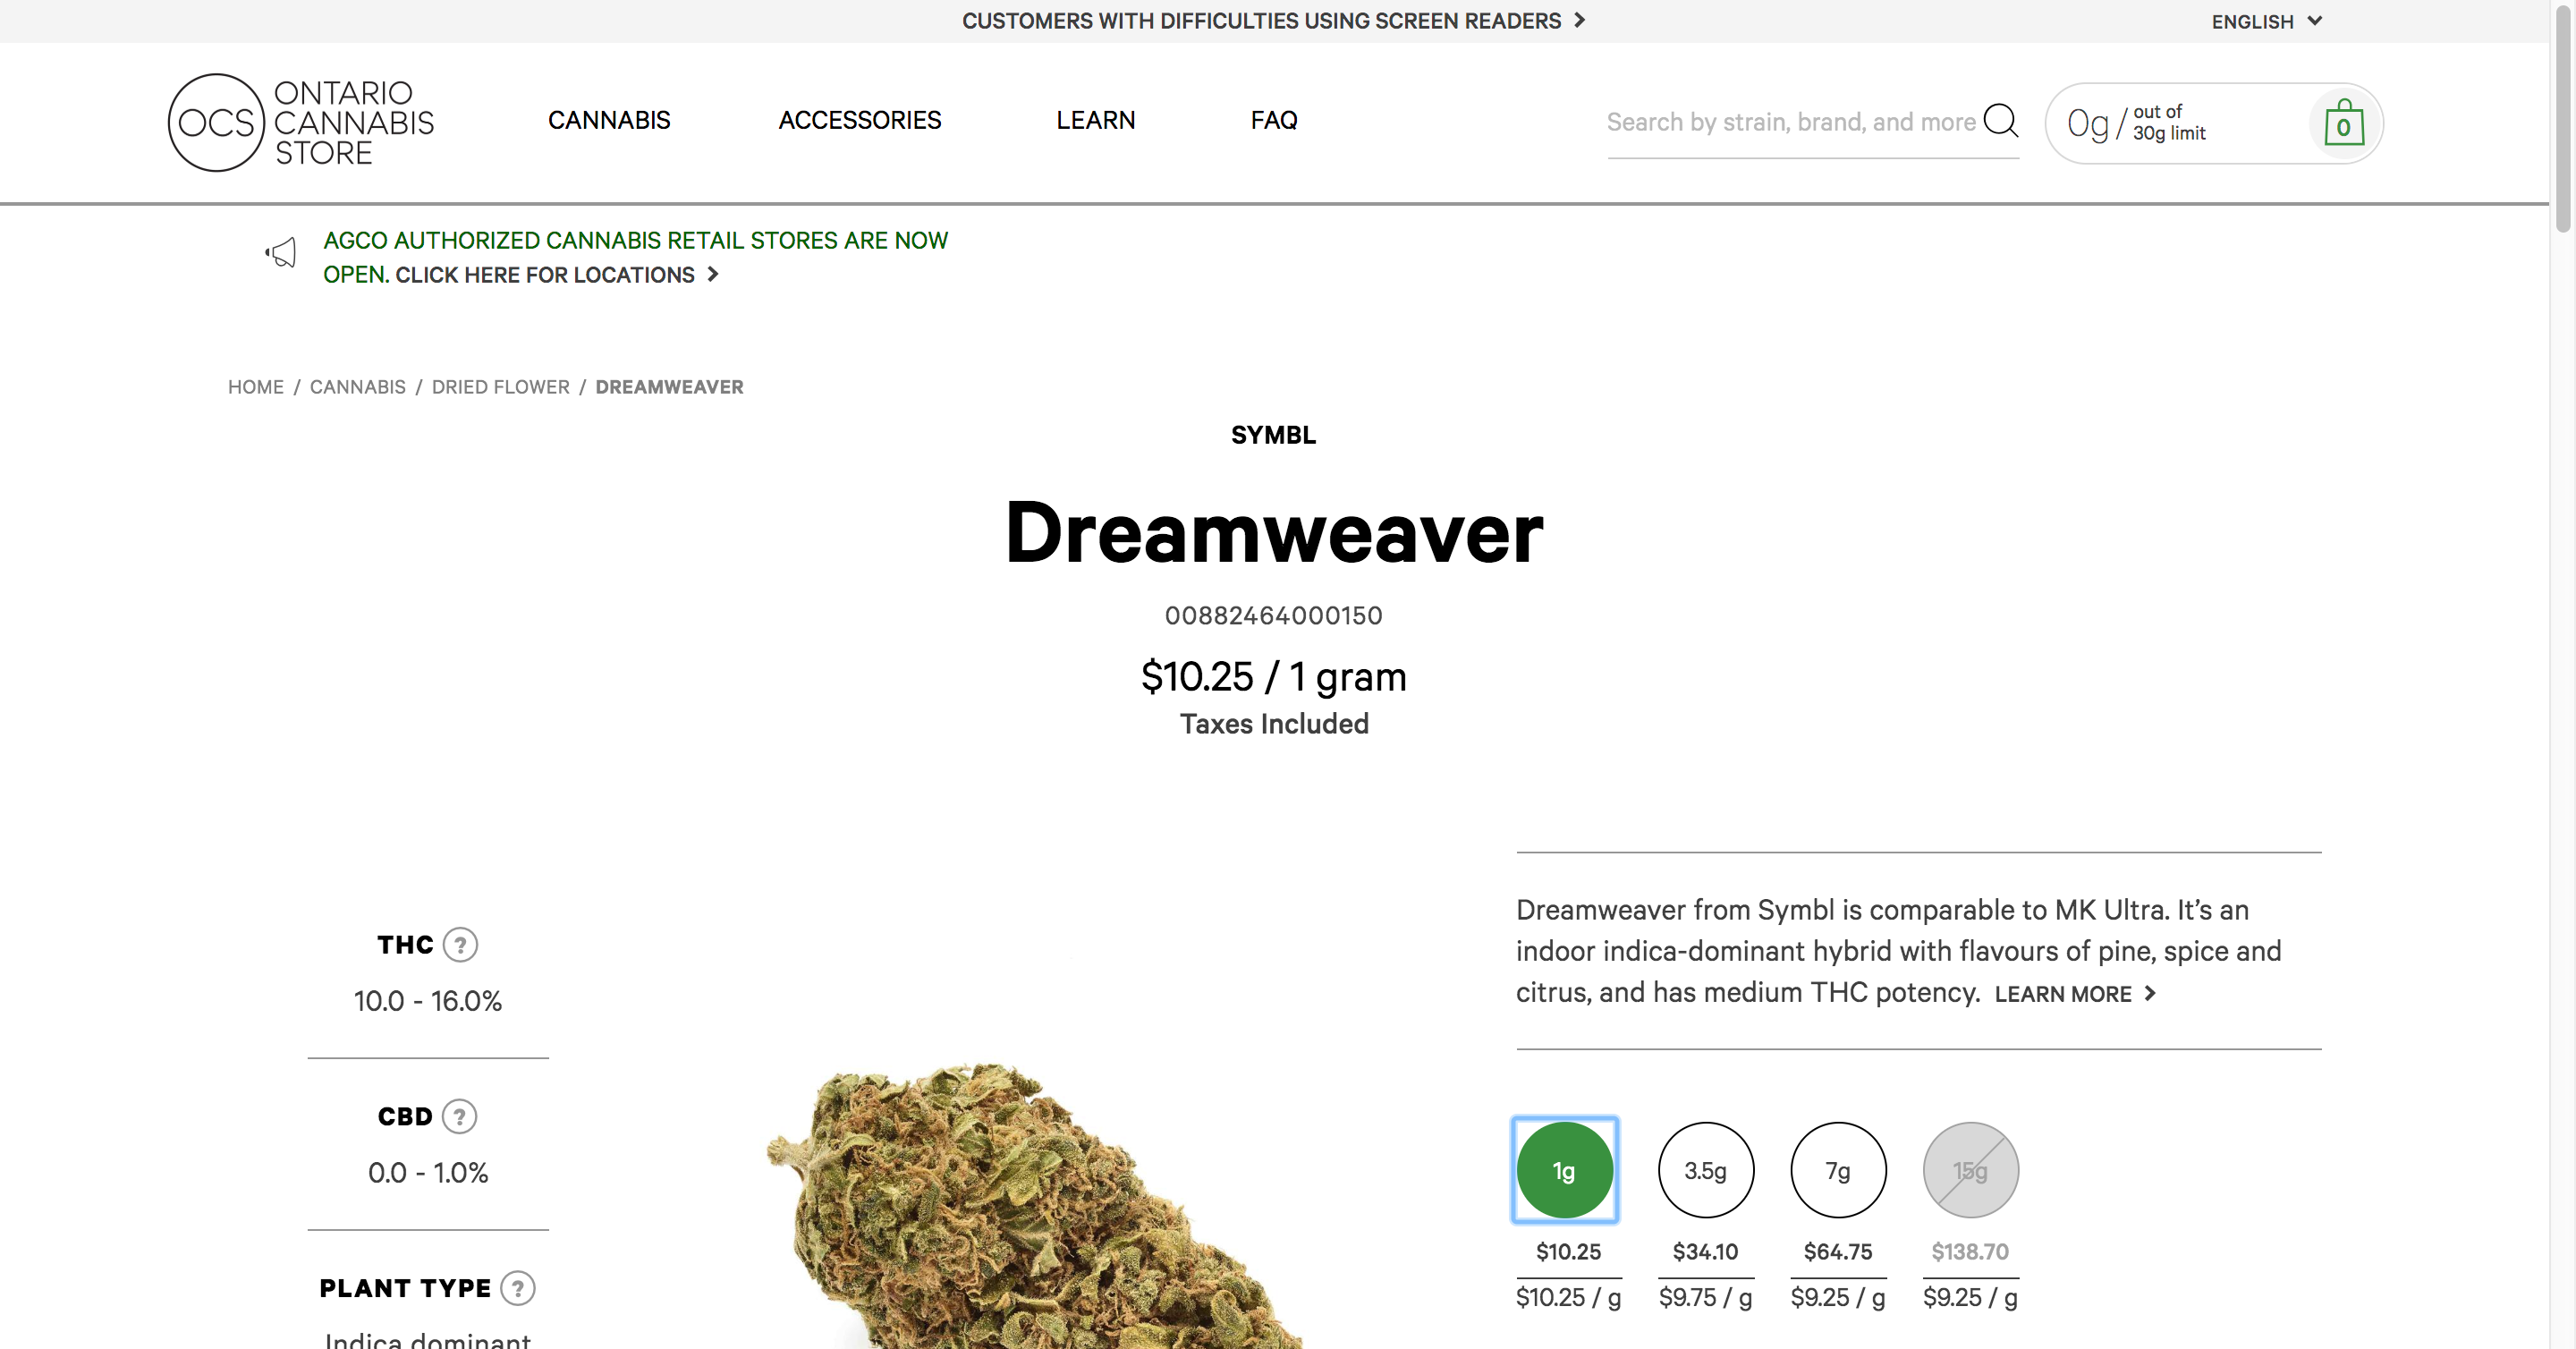 CUSTOMERS WITH DIFFICULTIES USING SCREEN READERS
ENGLISH
OCS
ONTARIO
CANNABIS
STORE
CANNABIS
ACCESSORIES
LEARN
FAQ
Search by strain, brand, and more
0g / out of
30g limit
0
AGCO AUTHORIZED CANNABIS RETAIL STORES ARE NOW
OPEN. CLICK HERE FOR LOCATIONS
HOME / CANNABIS / DRIED FLOWER / DREAMWEAVER
SYMBL
Dreamweaver
00882464000150
$10.25 / 1 gram
Taxes Included
THC ?
10.0 - 16.0%
CBD ?
0.0 - 1.0%
PLANT TYPE ?
Indica dominant
Dreamweaver from Symbl is comparable to MK Ultra. It’s an
indoor indica-dominant hybrid with flavours of pine, spice and
citrus, and has medium THC potency. LEARN MORE
1g 3.5g 7g 15g
$10.25 $34.10 $64.75 $138.70
$10.25 / g $9.75 / g $9.25 / g $9.25 / g